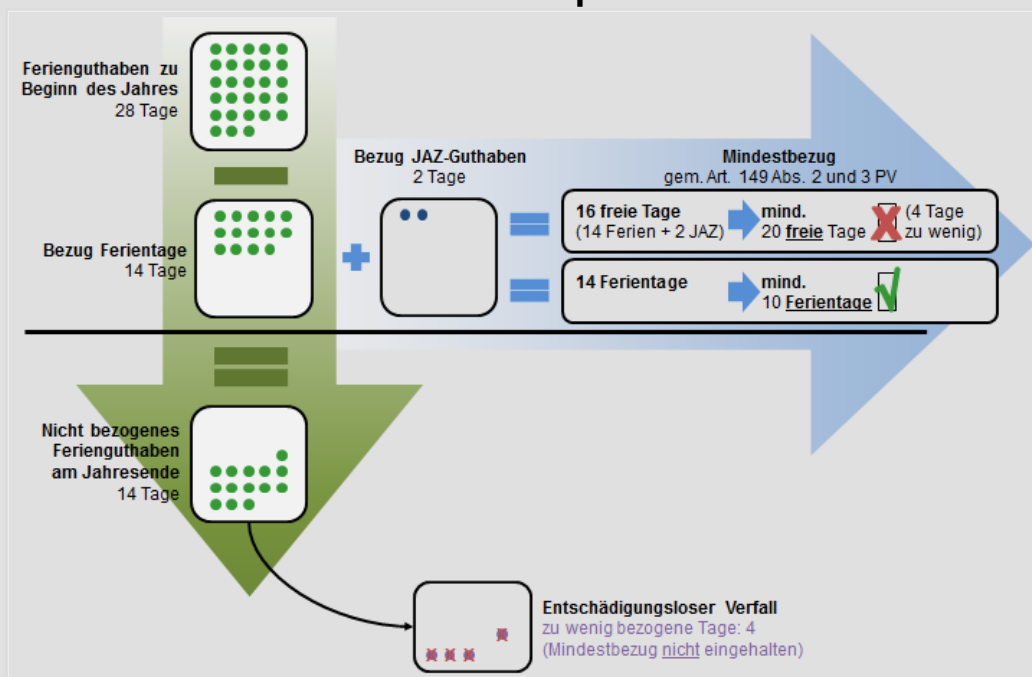 Ferienguthaben zu
Beginn des Jahres
28 Tage
Bezug JAZ-Guthaben
2 Tage
Mindestbezug
gem. Art. 149 Abs. 2 und 3 PV
Bezug Ferientage
14 Tage
16 freie Tage
(14 Ferien + 2 JAZ)
mind.
20 freie Tage
(4 Tage
zu wenig)
14 Ferientage
mind.
10 Ferientage
Nicht bezogenes
Ferienguthaben
am Jahresende
14 Tage
Entschädigungsloser Verfall
zu wenig bezogene Tage: 4
(Mindestbezug nicht eingehalten)